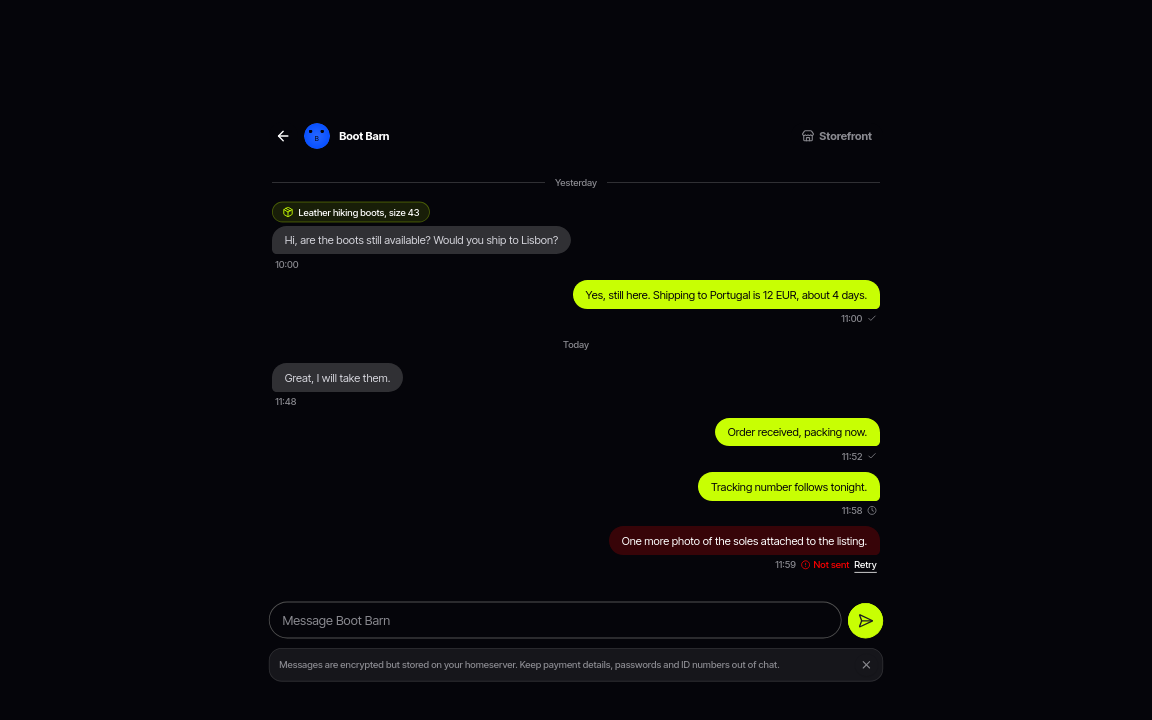 Boot Barn
Storefront
Yesterday
Leather hiking boots, size 43
Hi, are the boots still available? Would you ship to Lisbon?
10:00
Yes, still here. Shipping to Portugal is 12 EUR, about 4 days.
11:00
Today
Great, I will take them.
11:48
Order received, packing now.
11:52
Tracking number follows tonight.
11:58
One more photo of the soles attached to the listing.
11:59 Not sent Retry
Message Boot Barn
Messages are encrypted but stored on your homeserver. Keep payment details, passwords and ID numbers out of chat.